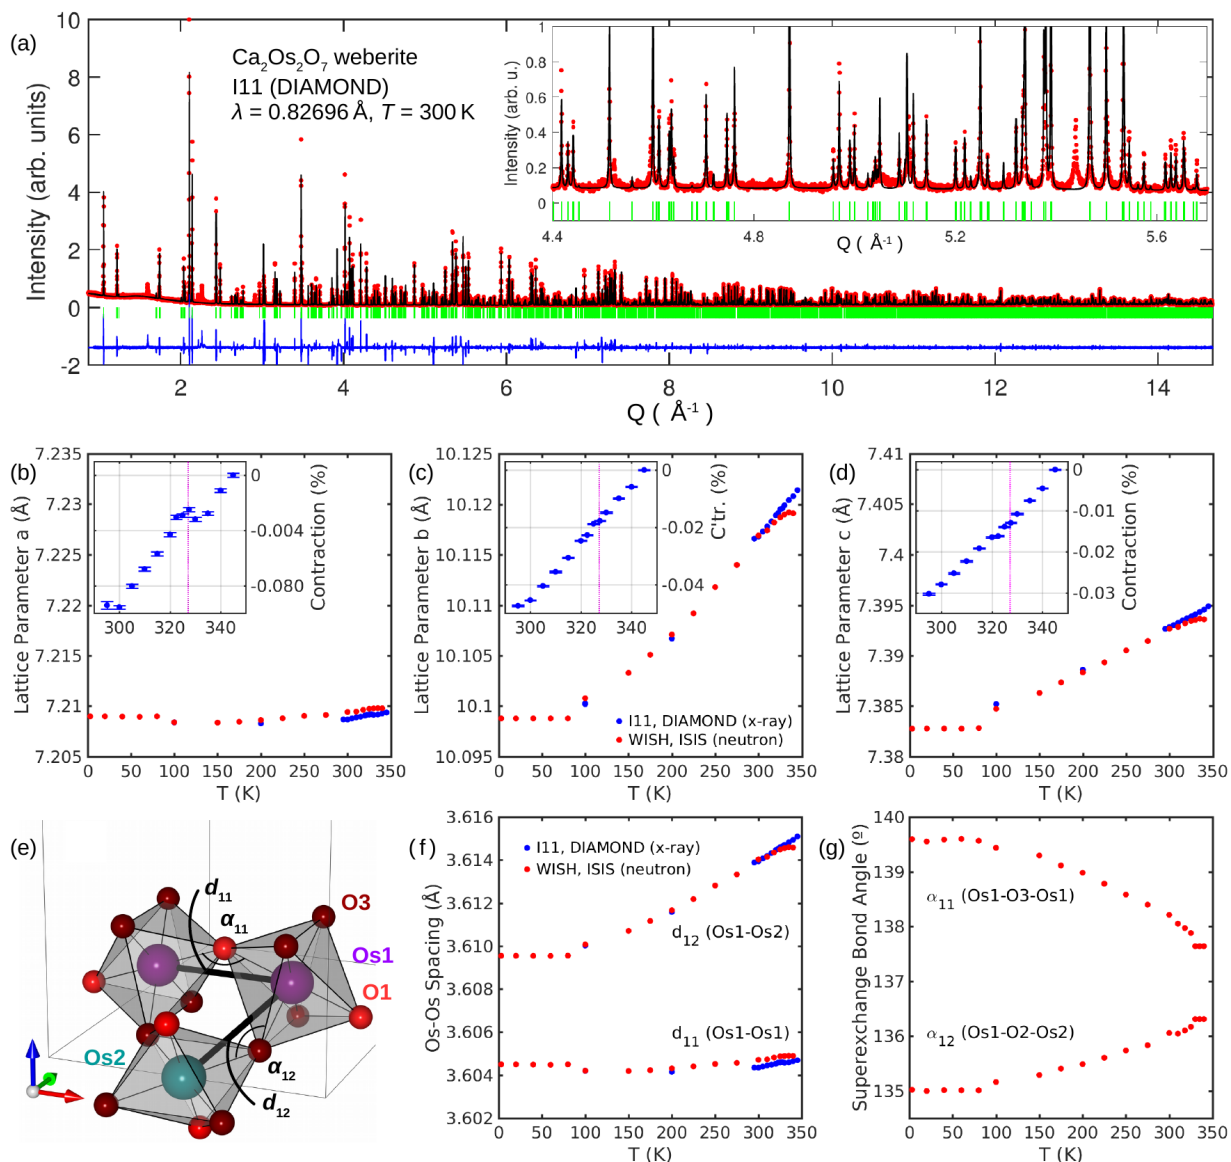 (a)
10
8
6
4
2
0
-2
Intensity (arb. units)
Ca2Os2O7 weberite
I11 (DIAMOND)
λ = 0.82696 Å, T = 300 K
2 4 6 8 10 12 14
Q ( Å-1 )
1
0.8
0.6
0.4
0.2
0
Intensity (arb. u.)
4.4 4.8 5.2 5.6
Q ( Å-1 )
(b)
7.235
7.23
7.225
7.22
7.215
7.21
7.205
Lattice Parameter a (Å)
0 50 100 150 200 250 300 350
T (K)
0
-0.004
-0.080
Contraction (%)
300 320 340
(c)
10.125
10.12
10.115
10.11
10.105
10.1
10.095
Lattice Parameter b (Å)
0 50 100 150 200 250 300 350
T (K)
0
-0.02
-0.04
C'tr. (%)
300 320 340
I11, DIAMOND (x-ray)
WISH, ISIS (neutron)
(d)
7.41
7.405
7.4
7.395
7.39
7.385
7.38
Lattice Parameter c (Å)
0 50 100 150 200 250 300 350
T (K)
0
-0.01
-0.02
-0.03
Contraction (%)
300 320 340
(e)
d11
α11
O3
Os1
O1
Os2
α12
d12
(f)
3.616
3.614
3.612
3.610
3.608
3.606
3.604
3.602
Os-Os Spacing (Å)
I11, DIAMOND (x-ray)
WISH, ISIS (neutron)
d12 (Os1-Os2)
d11 (Os1-Os1)
0 50 100 150 200 250 300 350
T (K)
(g)
140
139
138
137
136
135
Superexchange Bond Angle (º)
α11 (Os1-O3-Os1)
α12 (Os1-O2-Os2)
0 50 100 150 200 250 300 350
T (K)